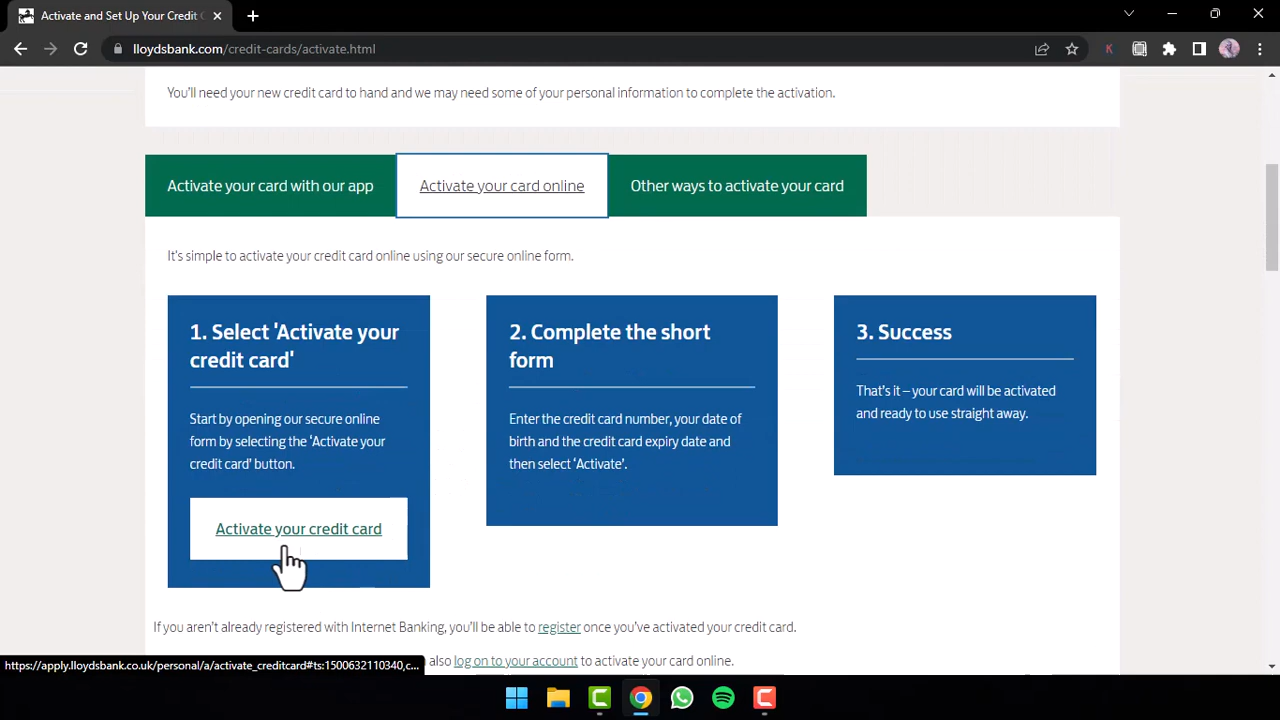 Activate and Set Up Your Credit C
lloydsbank.com/credit-cards/activate.html
K
You'll need your new credit card to hand and we may need some of your personal information to complete the activation.
Activate your card with our app
Activate your card online
Other ways to activate your card
It's simple to activate your credit card online using our secure online form.
1. Select 'Activate your
credit card'
Start by opening our secure online
form by selecting the 'Activate your
credit card' button.
Activate your credit card
2. Complete the short
form
Enter the credit card number, your date of
birth and the credit card expiry date and
then select 'Activate'.
3. Success
That's it – your card will be activated
and ready to use straight away.
If you aren't already registered with Internet Banking, you'll be able to register once you've activated your credit card.
also log on to your account to activate your card online.
https://apply.lloydsbank.co.uk/personal/a/activate_creditcard#ts:1500632110340,c...